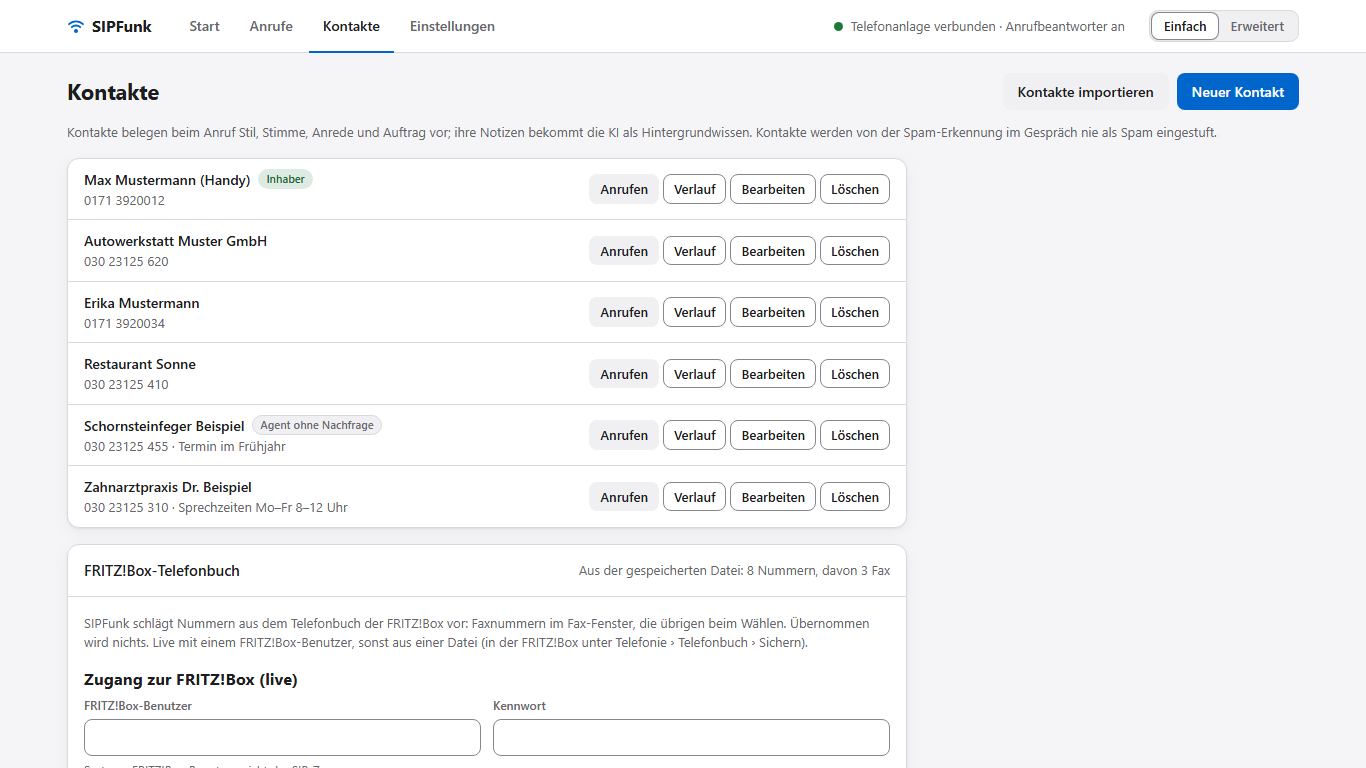 SIPFunk Start Anrufe Kontakte Einstellungen Telefonanlage verbunden · Anrufbeantworter an Einfach Erweitert
Kontakte Kontakte importieren Neuer Kontakt
Kontakte belegen beim Anruf Stil, Stimme, Anrede und Auftrag vor; ihre Notizen bekommt die KI als Hintergrundwissen. Kontakte werden von der Spam-Erkennung im Gespräch nie als Spam eingestuft.
Max Mustermann (Handy) Inhaber
0171 3920012
Anrufen Verlauf Bearbeiten Löschen
Autowerkstatt Muster GmbH
030 23125 620
Anrufen Verlauf Bearbeiten Löschen
Erika Mustermann
0171 3920034
Anrufen Verlauf Bearbeiten Löschen
Restaurant Sonne
030 23125 410
Anrufen Verlauf Bearbeiten Löschen
Schornsteinfeger Beispiel Agent ohne Nachfrage
030 23125 455 · Termin im Frühjahr
Anrufen Verlauf Bearbeiten Löschen
Zahnarztpraxis Dr. Beispiel
030 23125 310 · Sprechzeiten Mo–Fr 8–12 Uhr
Anrufen Verlauf Bearbeiten Löschen
FRITZ!Box-Telefonbuch Aus der gespeicherten Datei: 8 Nummern, davon 3 Fax
SIPFunk schlägt Nummern aus dem Telefonbuch der FRITZ!Box vor: Faxnummern im Fax-Fenster, die übrigen beim Wählen. Übernommen
wird nichts. Live mit einem FRITZ!Box-Benutzer, sonst aus einer Datei (in der FRITZ!Box unter Telefonie › Telefonbuch › Sichern).
Zugang zur FRITZ!Box (live)
FRITZ!Box-Benutzer Kennwort